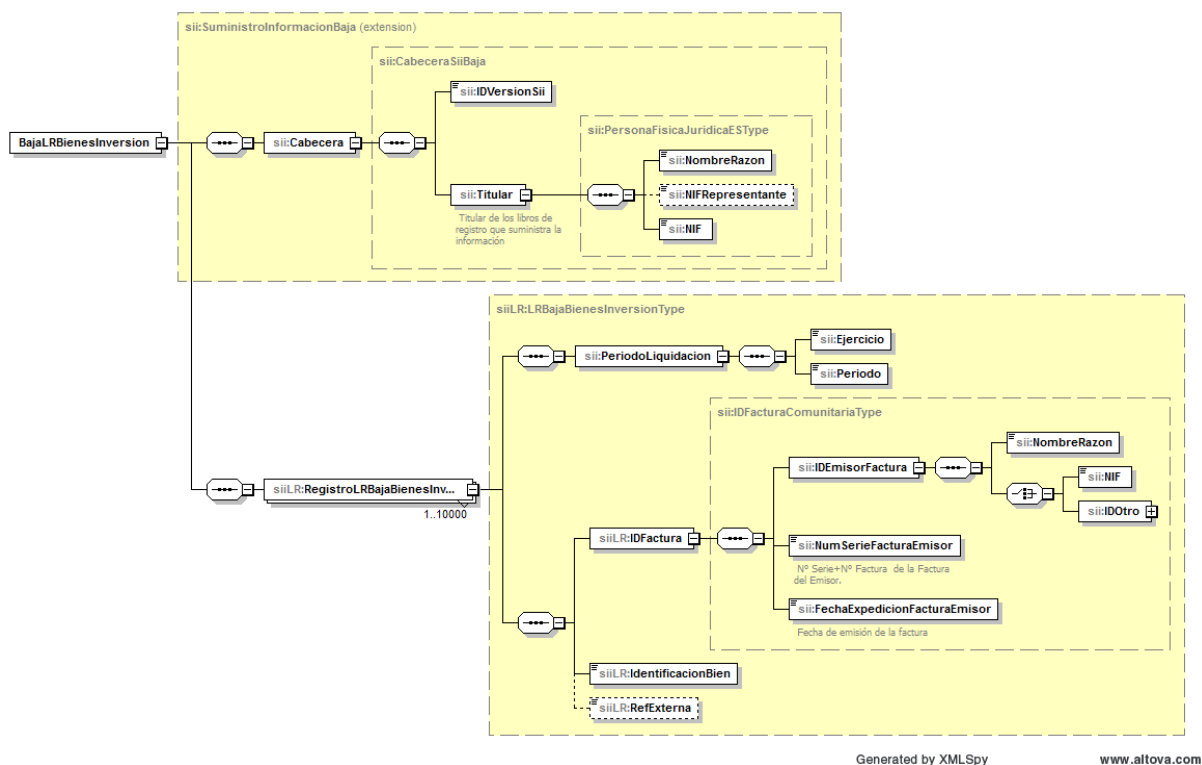 sii:SuministroInformacionBaja (extension)
sii:CabeceraSiiBaja
sii:IDVersionSii
sii:PersonaFisicaJuridicaESType
BajaLRBienesInversion
sii:Cabecera
sii:NombreRazon
sii:Titular
sii:NIFRepresentante
Titular de los libros de
registro que suministra la
información
sii:NIF
siiLR:LRBajaBienesInversionType
sii:Ejercicio
sii:PeriodoLiquidacion
sii:Periodo
sii:IDFacturaComunitariaType
sii:NombreRazon
sii:IDEmisorFactura
sii:NIF
siiLR:RegistroLRBajaBienesInv...
1..10000
sii:IDOtro
siiLR:IDFactura
sii:NumSerieFacturaEmisor
Nº Serie+Nº Factura de la Factura
del Emisor.
sii:FechaExpedicionFacturaEmisor
Fecha de emisión de la factura
siiLR:IdentificacionBien
siiLR:RefExterna
Generated by XMLSpy
www.altova.com